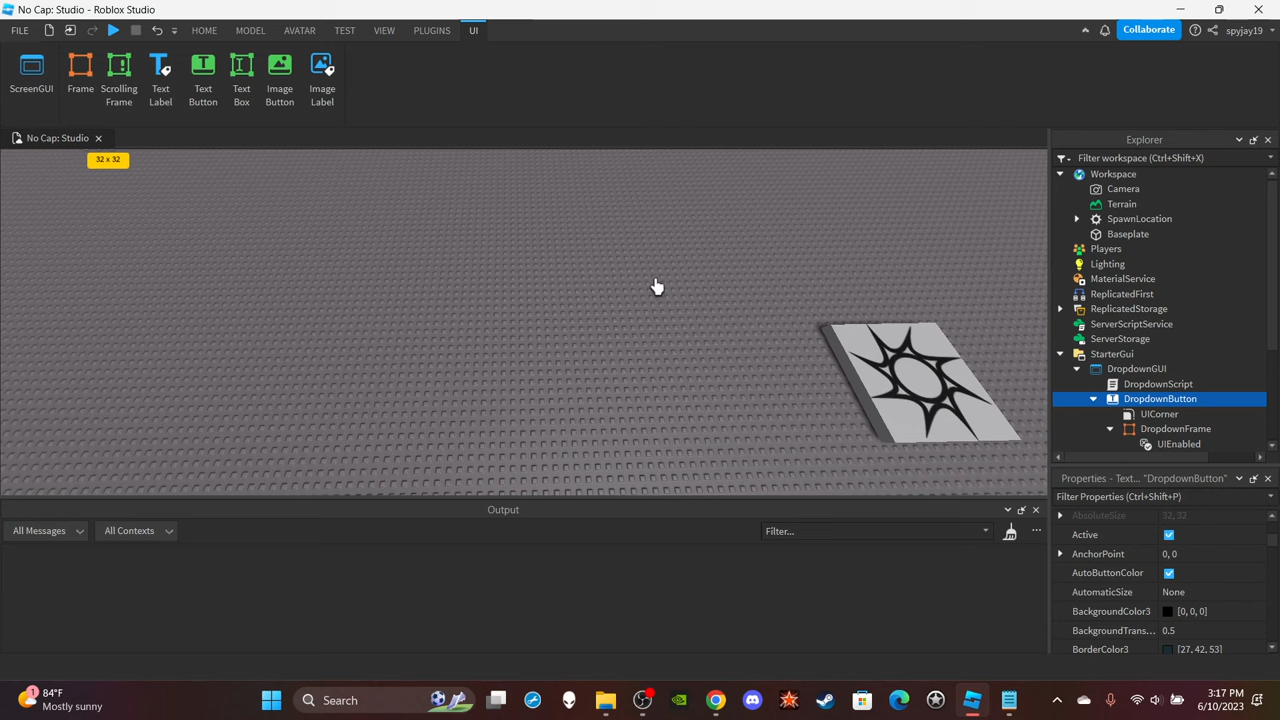 No Cap: Studio - Roblox Studio
FILE
HOME
MODEL
AVATAR
TEST
VIEW
PLUGINS
UI
Collaborate
spyjay19
ScreenGUI
Frame
Scrolling
Frame
Text
Label
Text
Button
Text
Box
Image
Button
Image
Label
No Cap: Studio
32 x 32
Explorer
Filter workspace (Ctrl+Shift+X)
Workspace
Camera
Terrain
SpawnLocation
Baseplate
Players
Lighting
MaterialService
ReplicatedFirst
ReplicatedStorage
ServerScriptService
ServerStorage
StarterGui
DropdownGUI
DropdownScript
DropdownButton
UICorner
DropdownFrame
UIEnabled
Properties - Text... "DropdownButton"
Filter Properties (Ctrl+Shift+P)
AbsoluteSize 32, 32
Active
AnchorPoint 0, 0
AutoButtonColor
AutomaticSize None
BackgroundColor3 [0, 0, 0]
BackgroundTrans... 0.5
BorderColor3 [27, 42, 53]
Output
All Messages
All Contexts
Filter...
1
84°F
Mostly sunny
Search
3:17 PM
6/10/2023